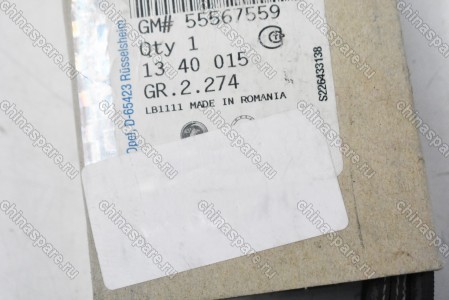 GM# 55567559
Qty 1
13 40 015
GR.2.274
LB1111 MADE IN ROMANIA
Opel, D-65423 Rüsselsheim
S226433138
chinaspare.ru